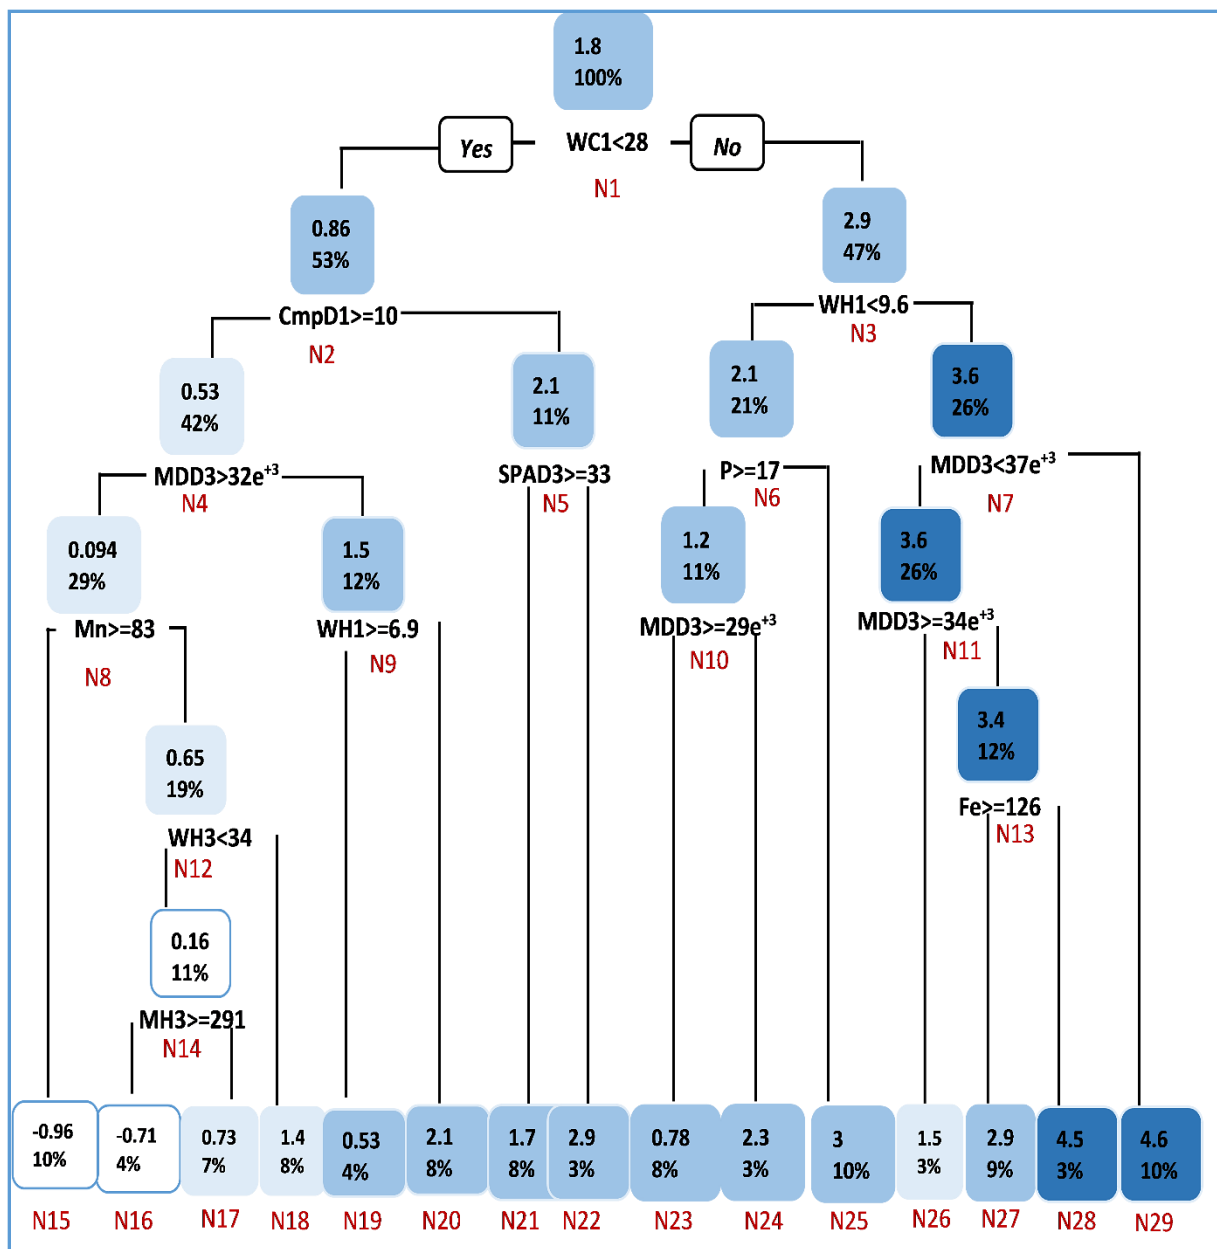 1.8
100%
Yes
WC1<28
No
N1
0.86
53%
2.9
47%
CmpD1>=10
N2
WH1<9.6
N3
0.53
42%
2.1
11%
2.1
21%
3.6
26%
MDD3>32e+3
N4
SPAD3>=33
N5
P>=17
N6
MDD3<37e+3
N7
0.094
29%
1.5
12%
1.2
11%
3.6
26%
Mn>=83
N8
WH1>=6.9
N9
MDD3>=29e+3
N10
MDD3>=34e+3
N11
0.65
19%
3.4
12%
WH3<34
N12
Fe>=126
N13
0.16
11%
MH3>=291
N14
-0.96
10%
-0.71
4%
0.73
7%
1.4
8%
0.53
4%
2.1
8%
1.7
8%
2.9
3%
0.78
8%
2.3
3%
3
10%
1.5
3%
2.9
9%
4.5
3%
4.6
10%
N15 N16 N17 N18 N19 N20 N21 N22 N23 N24 N25 N26 N27 N28 N29